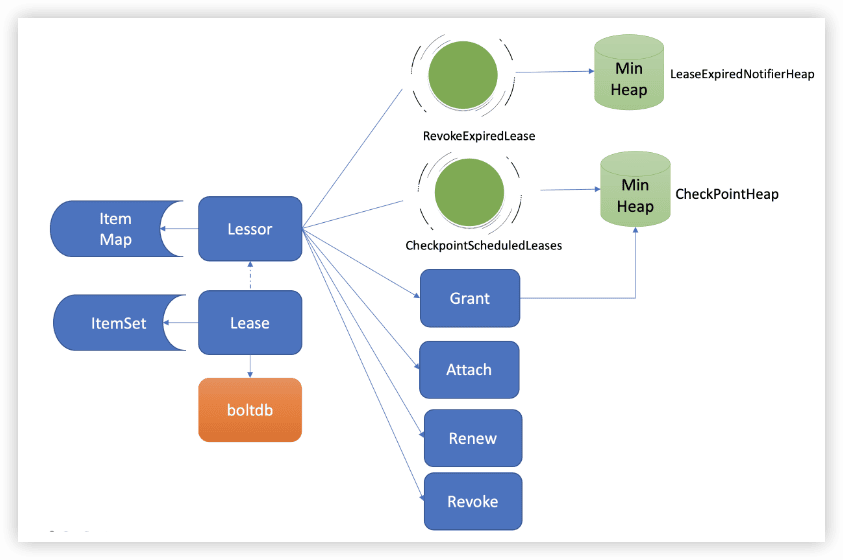 Min
Heap
LeaseExpiredNotifierHeap
RevokeExpiredLease
Min
Heap
CheckPointHeap
CheckpointScheduledLeases
Item
Map
Lessor
Grant
ItemSet
Lease
Attach
boltdb
Renew
Revoke